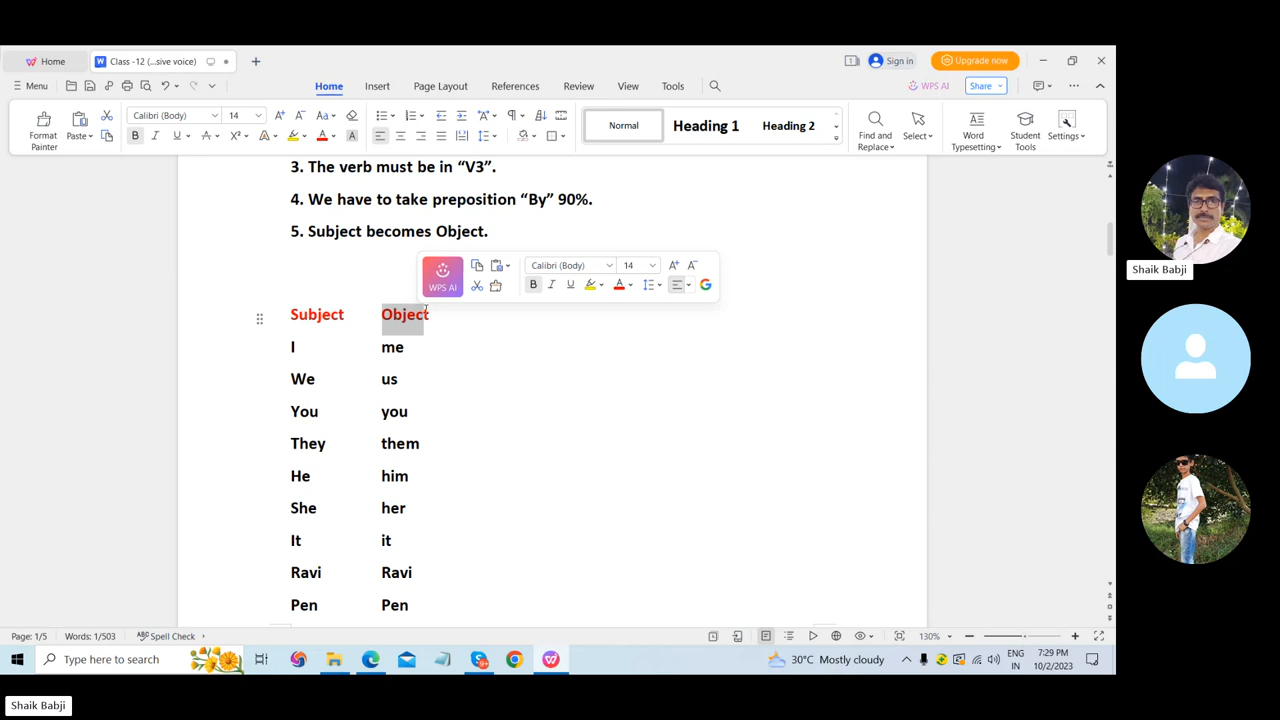 Home
Class -12 (...sive voice)
Sign in
Upgrade now
Menu
Home
Insert
Page Layout
References
Review
View
Tools
WPS AI
Share
Format Painter
Paste
Calibri (Body)
14
Normal
Heading 1
Heading 2
Find and Replace
Select
Word Typesetting
Student Tools
Settings
3. The verb must be in “V3”.
4. We have to take preposition “By” 90%.
5. Subject becomes Object.
WPS AI
Calibri (Body)
14
Subject Object
I me
We us
You you
They them
He him
She her
It it
Ravi Ravi
Pen Pen
Shaik Babji
Page: 1/5
Words: 1/503
Spell Check
130%
Type here to search
30°C Mostly cloudy
ENG
IN
7:29 PM
10/2/2023
Shaik Babji